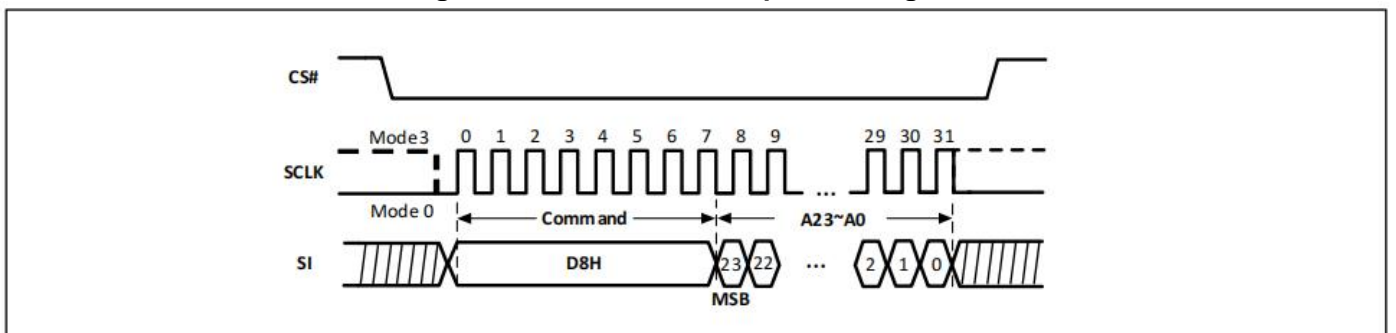 CS#
Mode3 0 1 2 3 4 5 6 7 8 9 29 30 31
SCLK
...
Mode 0
Command A23~A0
SI D8H 23 22 ... 2 1 0
MSB